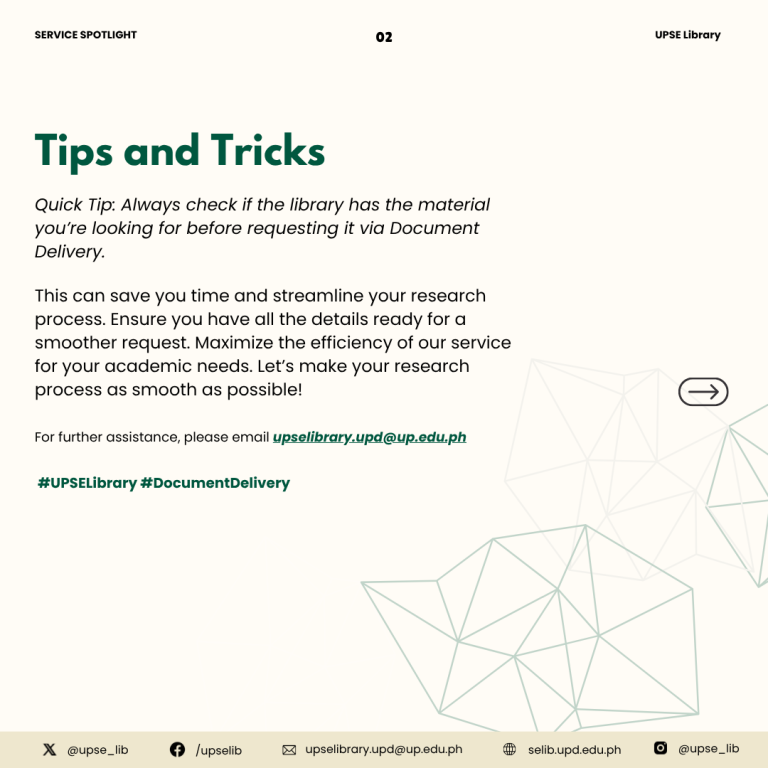 SERVICE SPOTLIGHT
02
UPSE Library
Tips and Tricks
Quick Tip: Always check if the library has the material
you’re looking for before requesting it via Document
Delivery.
This can save you time and streamline your research
process. Ensure you have all the details ready for a
smoother request. Maximize the efficiency of our service
for your academic needs. Let’s make your research
process as smooth as possible!
For further assistance, please email upselibrary.upd@up.edu.ph
#UPSELibrary #DocumentDelivery
@upse_lib
/upselib
upselibrary.upd@up.edu.ph
selib.upd.edu.ph
@upse_lib